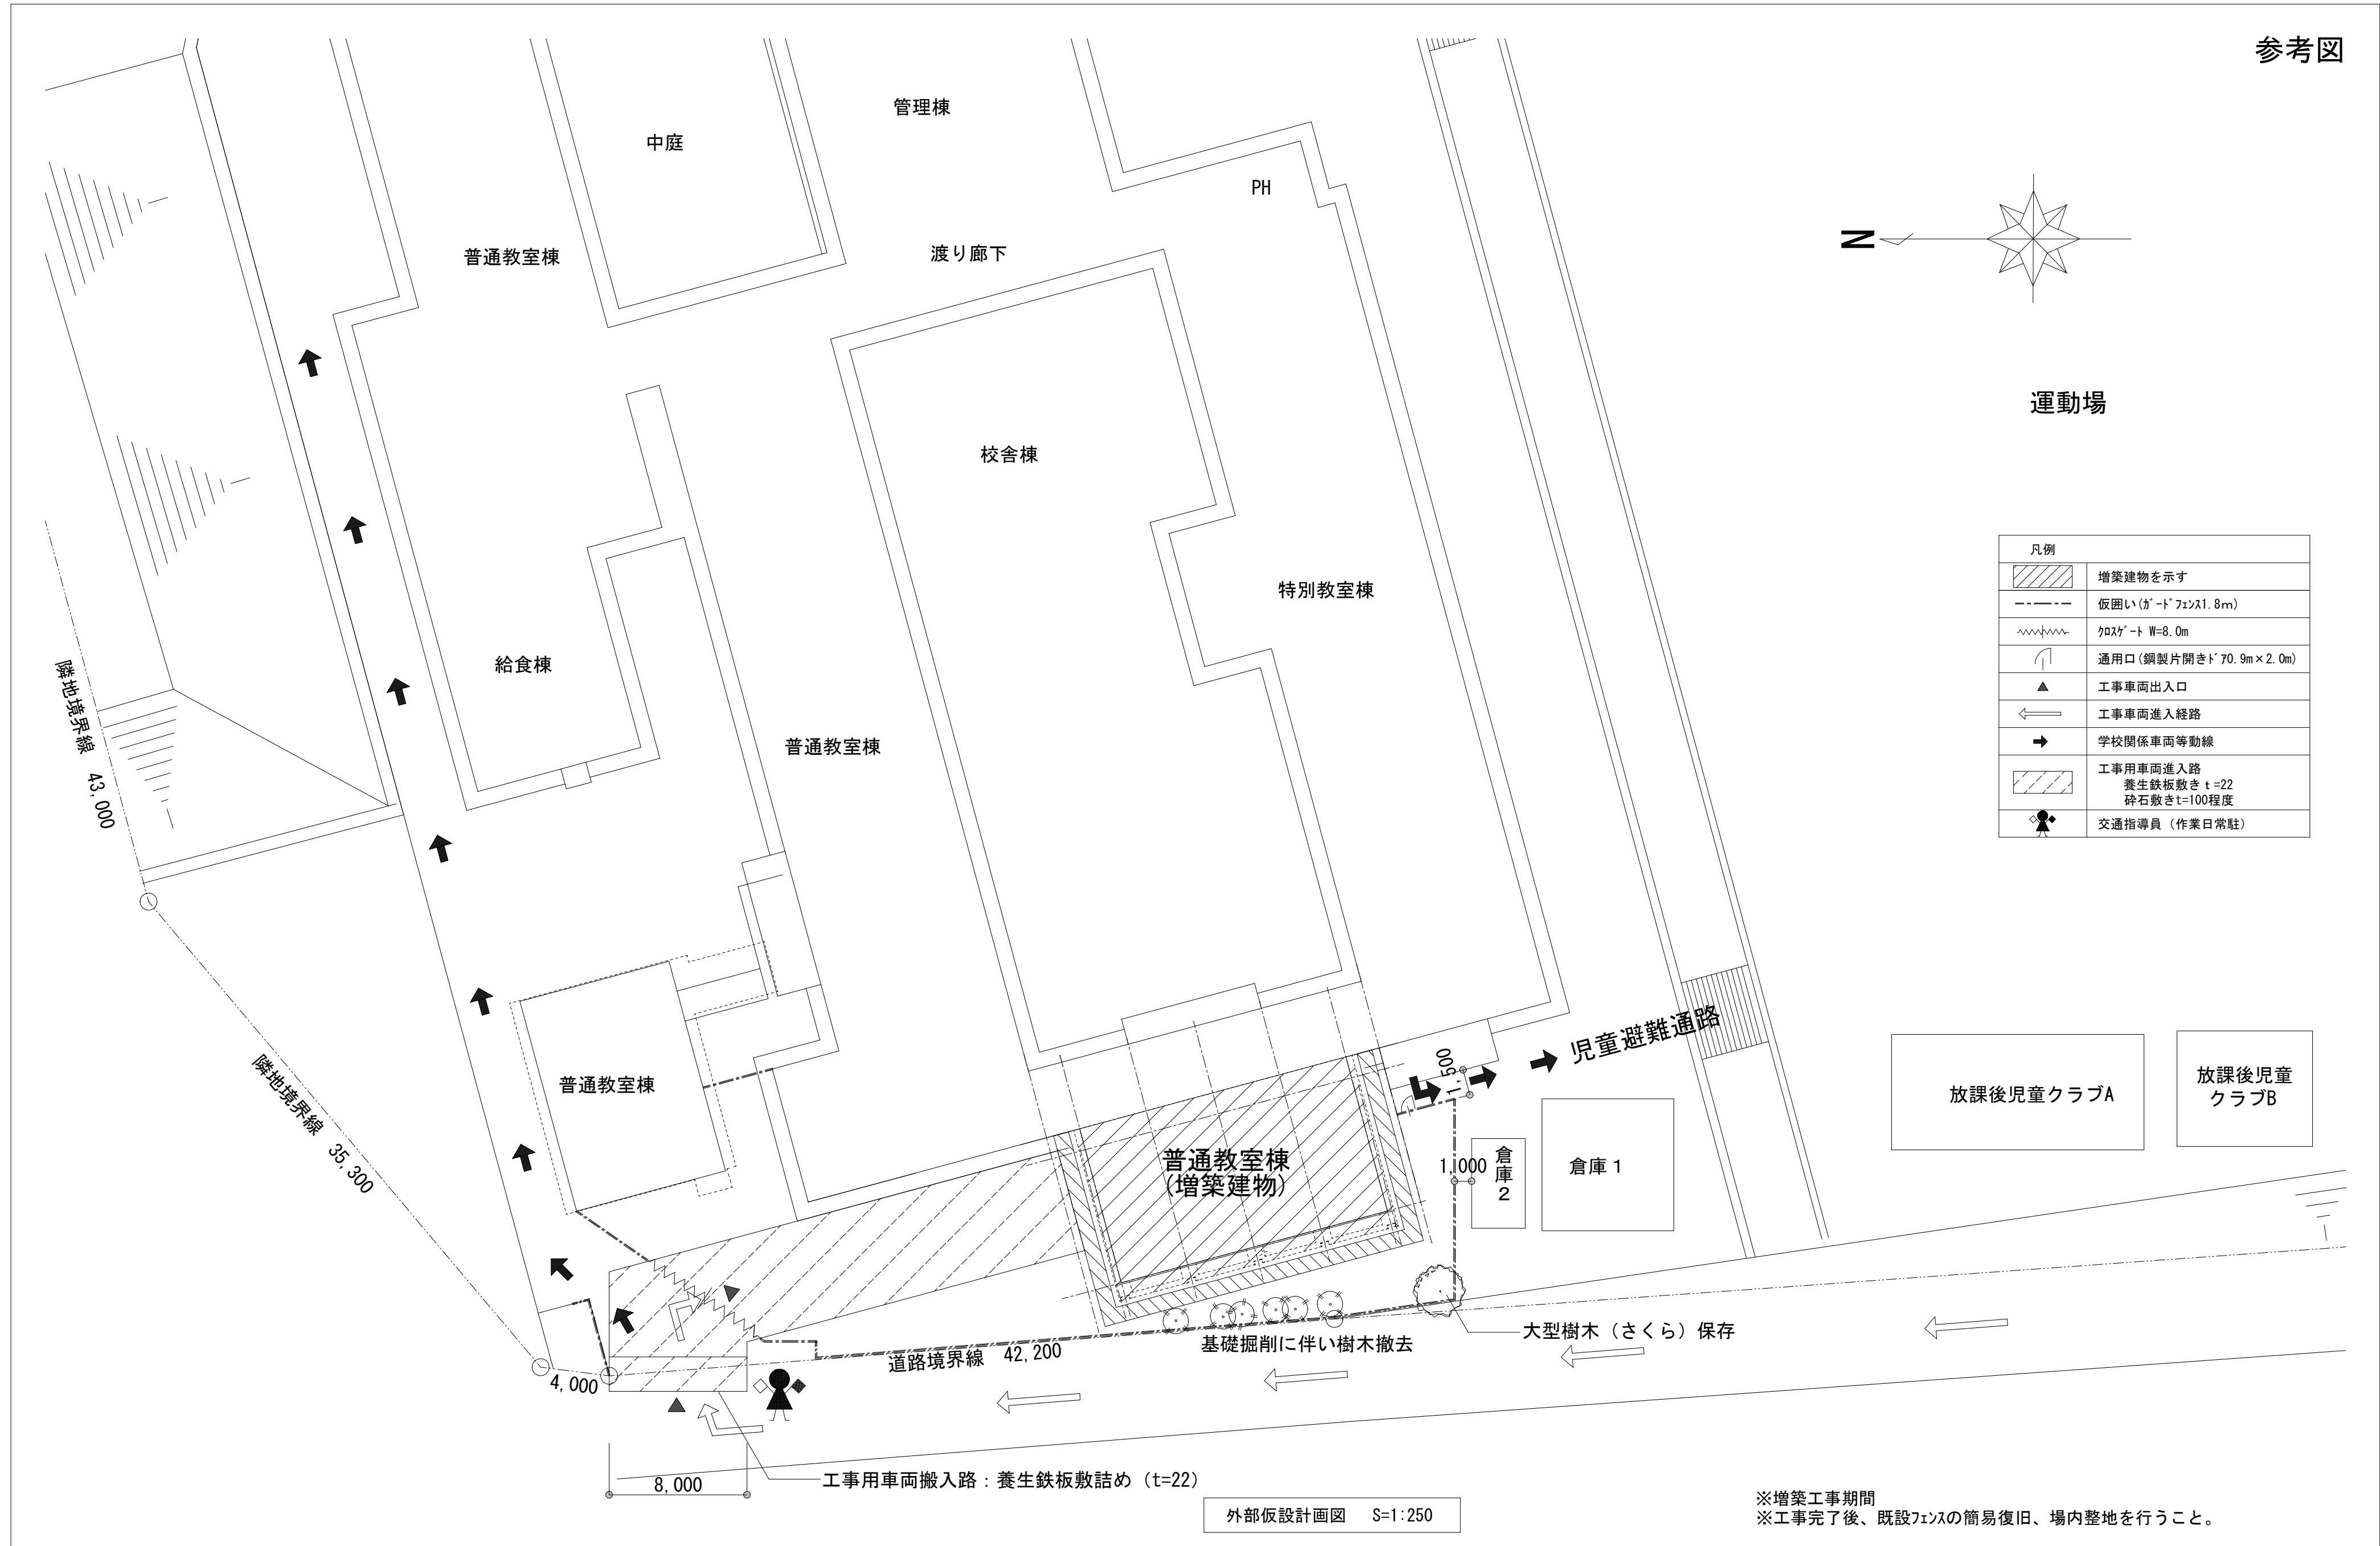 参考図
管理棟
中庭
PH
普通教室棟
渡り廊下
N
運動場
校舎棟
特別教室棟
給食棟
普通教室棟
隣地境界線　43,000
凡例
増築建物を示す
仮囲い(ｶﾞｰﾄﾞﾌｪﾝｽ1.8m)
ｸﾛｽｹﾞｰﾄ W=8.0m
通用口(鋼製片開きﾄﾞｱ0.9m×2.0m)
工事車両出入口
工事車両進入経路
学校関係車両等動線
工事用車両進入路
養生鉄板敷き t=22
砕石敷きt=100程度
交通指導員（作業日常駐）
児童避難通路
1,500
普通教室棟
隣地境界線　35,300
普通教室棟
(増築建物)
1,000
倉庫2
倉庫1
放課後児童クラブA
放課後児童
クラブB
大型樹木（さくら）保存
基礎掘削に伴い樹木撤去
道路境界線　42,200
4,000
8,000
工事用車両搬入路：養生鉄板敷詰め（t=22）
外部仮設計画図　S=1:250
※増築工事期間
※工事完了後、既設ﾌｪﾝｽの簡易復旧、場内整地を行うこと。